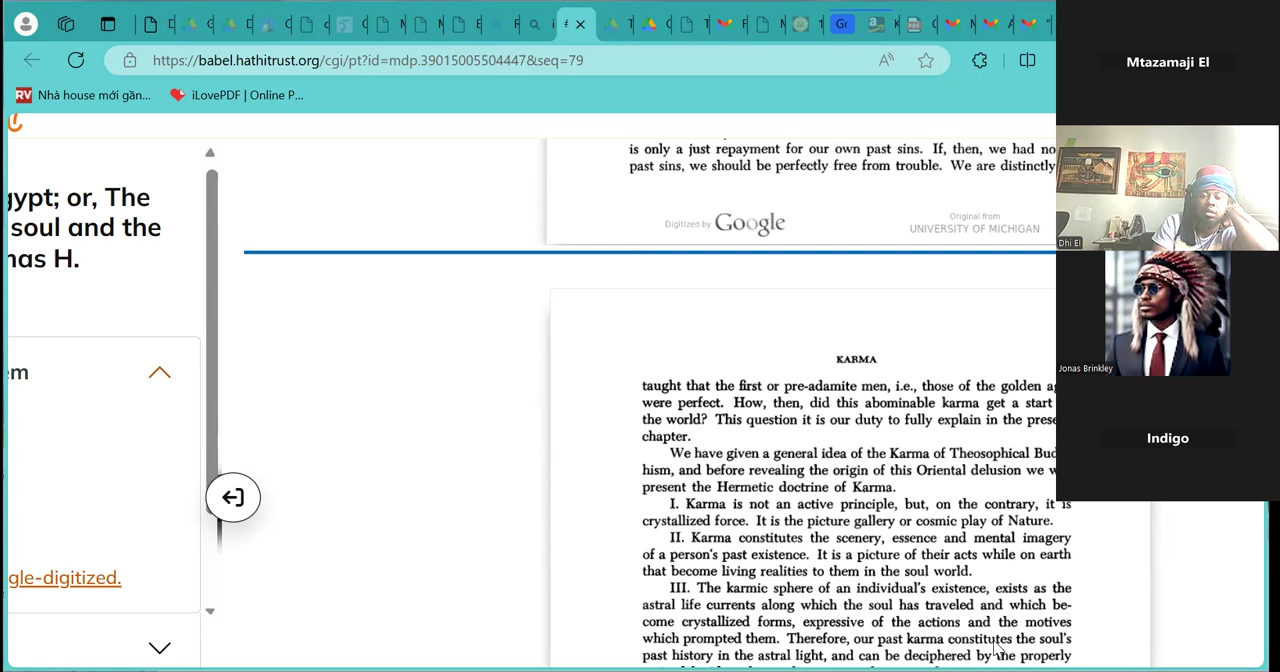 https://babel.hathitrust.org/cgi/pt?id=mdp.39015005504447&seq=79
RV Nhà house mới gần...
iLovePDF | Online P...
gypt; or, The
soul and the
nas H.
em
gle-digitized.
is only a just repayment for our own past sins. If, then, we had no
past sins, we should be perfectly free from trouble. We are distinctly
Digitized by Google
Original from
UNIVERSITY OF MICHIGAN
KARMA
taught that the first or pre-adamite men, i.e., those of the golden
were perfect. How, then, did this abominable karma get a start
the world? This question it is our duty to fully explain in the prese
chapter.
We have given a general idea of the Karma of Theosophical Bud
hism, and before revealing the origin of this Oriental delusion we w
present the Hermetic doctrine of Karma.
I. Karma is not an active principle, but, on the contrary, it is
crystallized force. It is the picture gallery or cosmic play of Nature.
II. Karma constitutes the scenery, essence and mental imagery
of a person's past existence. It is a picture of their acts while on earth
that become living realities to them in the soul world.
III. The karmic sphere of an individual's existence, exists as the
astral life currents along which the soul has traveled and which be-
come crystallized forms, expressive of the actions and the motives
which prompted them. Therefore, our past karma constitutes the soul's
past history in the astral light, and can be deciphered by the properly
Mtazamaji El
Dhi El
Jonas Brinkley
Indigo